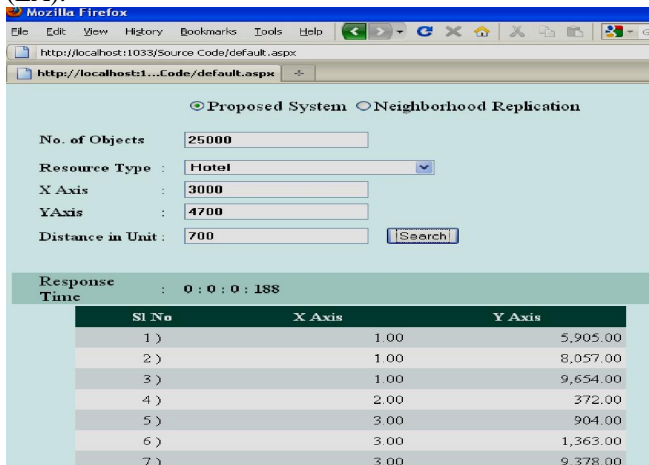 (EA).
Mozilla Firefox
File Edit View History Bookmarks Tools Help
http://localhost:1033/Source Code/default.aspx
http://localhost:1...Code/default.aspx
Proposed System Neighborhood Replication
No. of Objects 25000
Resource Type : Hotel
X Axis : 3000
YAxis : 4700
Distance in Unit : 700 Search
Response Time : 0 : 0 : 0 : 188
Sl No X Axis Y Axis
1 ) 1.00 5,905.00
2 ) 1.00 8,057.00
3 ) 1.00 9,654.00
4 ) 2.00 372.00
5 ) 3.00 904.00
6 ) 3.00 1,363.00
7 ) 3.00 9,378.00